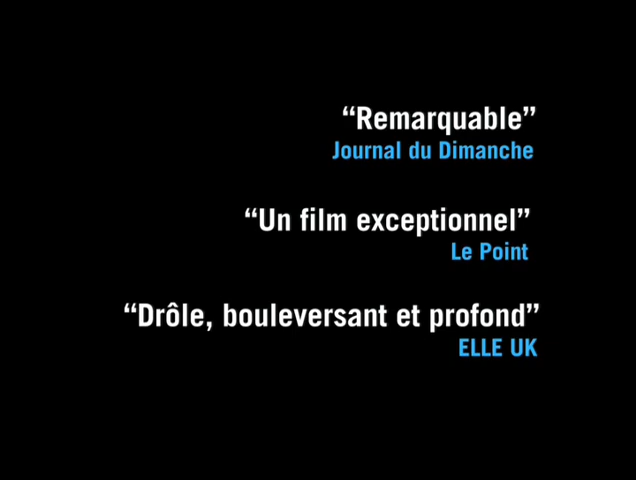 “Remarquable”
Journal du Dimanche
“Un film exceptionnel”
Le Point
“Drôle, bouleversant et profond”
ELLE UK